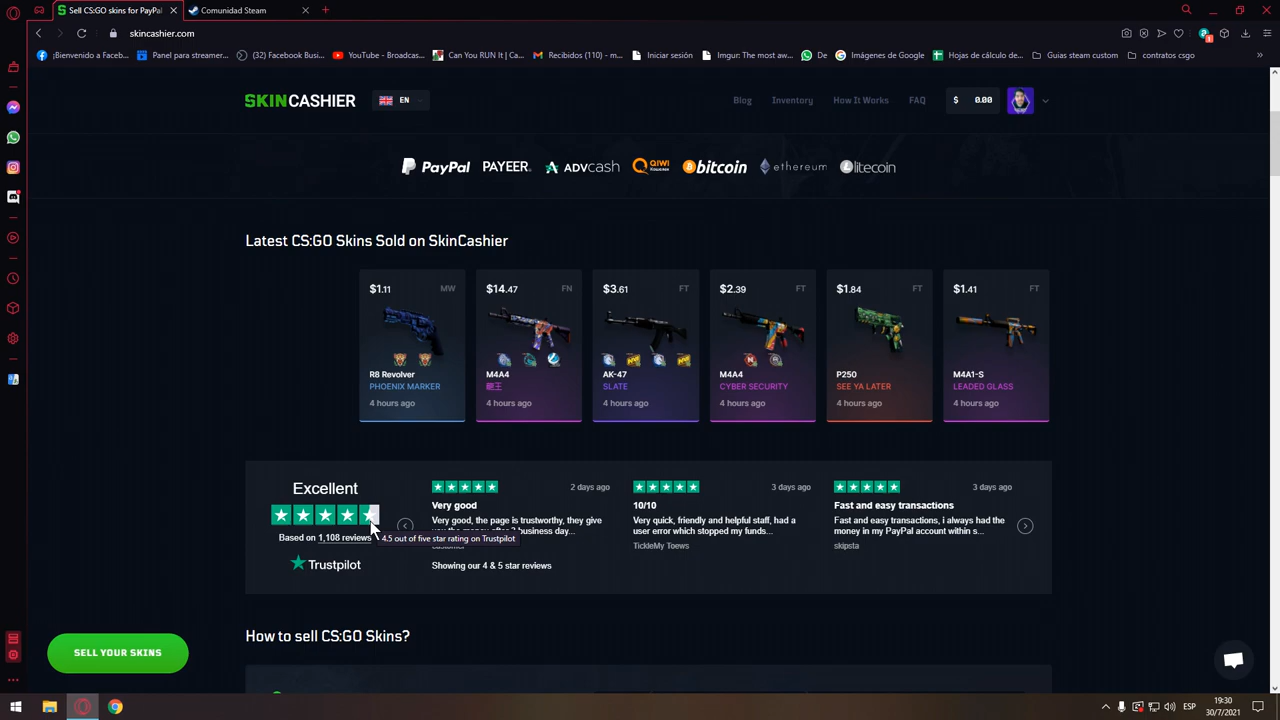 Sell CS:GO skins for PayPal
Comunidad Steam
skincashier.com
¡Bienvenido a Faceb...
Panel para streamer...
(32) Facebook Busi...
YouTube - Broadcas...
Can You RUN It | Ca...
Recibidos (110) - m...
Iniciar sesión
Imgur: The most aw...
De
Imágenes de Google
Hojas de cálculo de...
Guias steam custom
contratos csgo
SKINCASHIER
EN
Blog
Inventory
How It Works
FAQ
$ 0.00
PayPal
PAYEER
ADVCASH
QIWI
bitcoin
ethereum
litecoin
Latest CS:GO Skins Sold on SkinCashier
$1.11 MW
R8 Revolver
PHOENIX MARKER
4 hours ago
$14.47 FN
M4A4
龍王
4 hours ago
$3.61 FT
AK-47
SLATE
4 hours ago
$2.39 FT
M4A4
CYBER SECURITY
4 hours ago
$1.84 FT
P250
SEE YA LATER
4 hours ago
$1.41 FT
M4A1-S
LEADED GLASS
4 hours ago
Excellent
Based on 1,108 reviews
Trustpilot
4.5 out of five star rating on Trustpilot
2 days ago
Very good
Very good, the page is trustworthy, they give
business day...
customer
3 days ago
10/10
Very quick, friendly and helpful staff, had a
user error which stopped my funds...
TickleMy Toews
3 days ago
Fast and easy transactions
Fast and easy transactions, i always had the
money in my PayPal account within s...
skipsta
Showing our 4 & 5 star reviews
How to sell CS:GO Skins?
SELL YOUR SKINS
ESP
19:30
30/7/2021